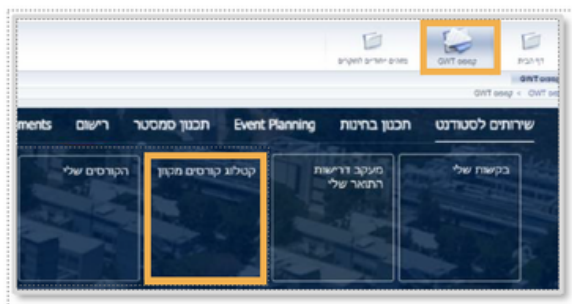 דף הבית
קמפוס GWT
שירותים לסטודנט
תכנון בחינות
Event Planning
תכנון סמסטר
רישום
ments
בקשות שלי
מעקב דרישות
התואר שלי
קטלוג קורסים מקוון
הקורסים שלי